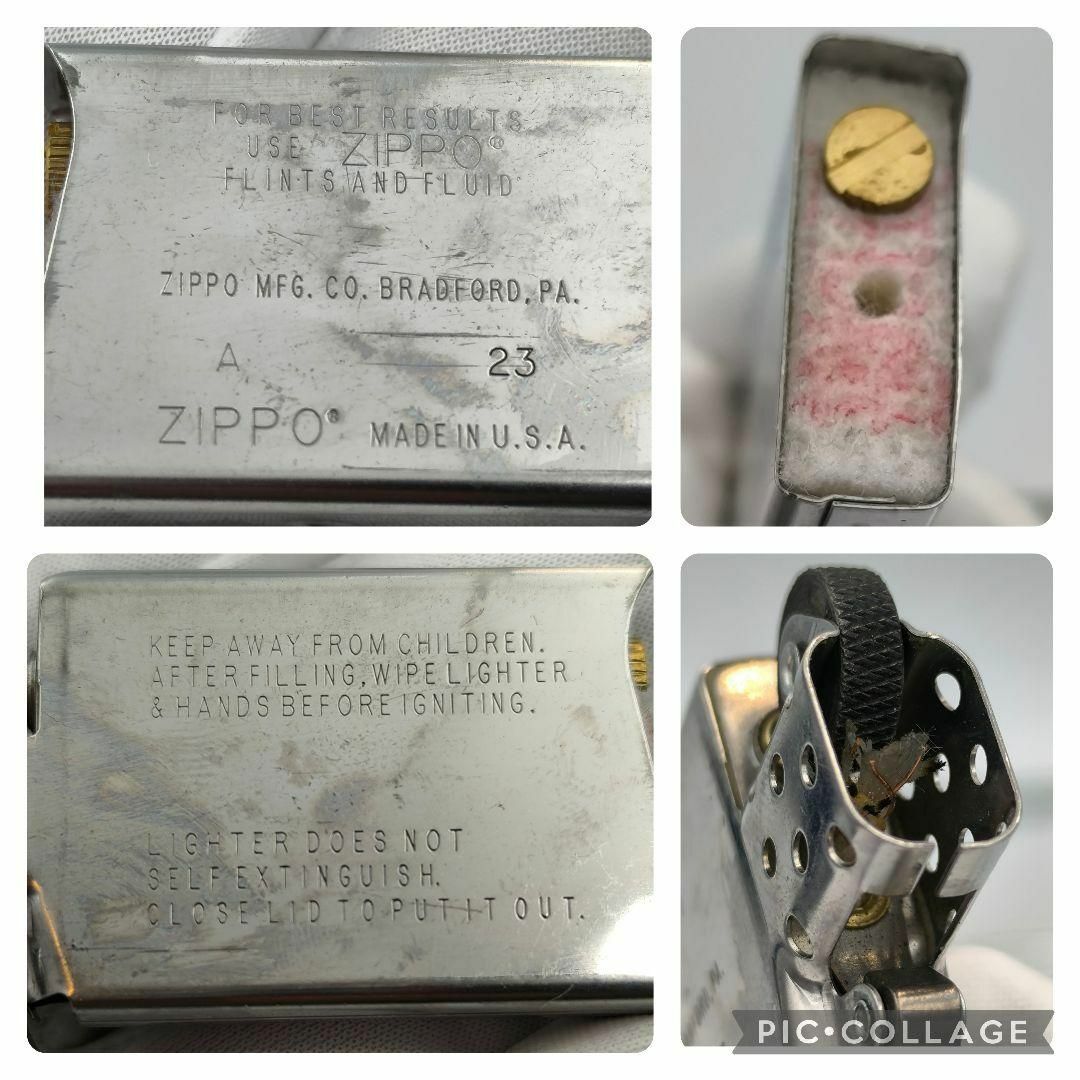 FOR BEST RESULTS
USE ZIPPO®
FLINTS AND FLUID
ZIPPO MFG. CO. BRADFORD, PA.
A 23
ZIPPO® MADE IN U.S.A.
KEEP AWAY FROM CHILDREN.
AFTER FILLING, WIPE LIGHTER
& HANDS BEFORE IGNITING.
LIGHTER DOES NOT
SELF EXTINGUISH.
CLOSE LID TO PUT IT OUT.
PIC•COLLAGE